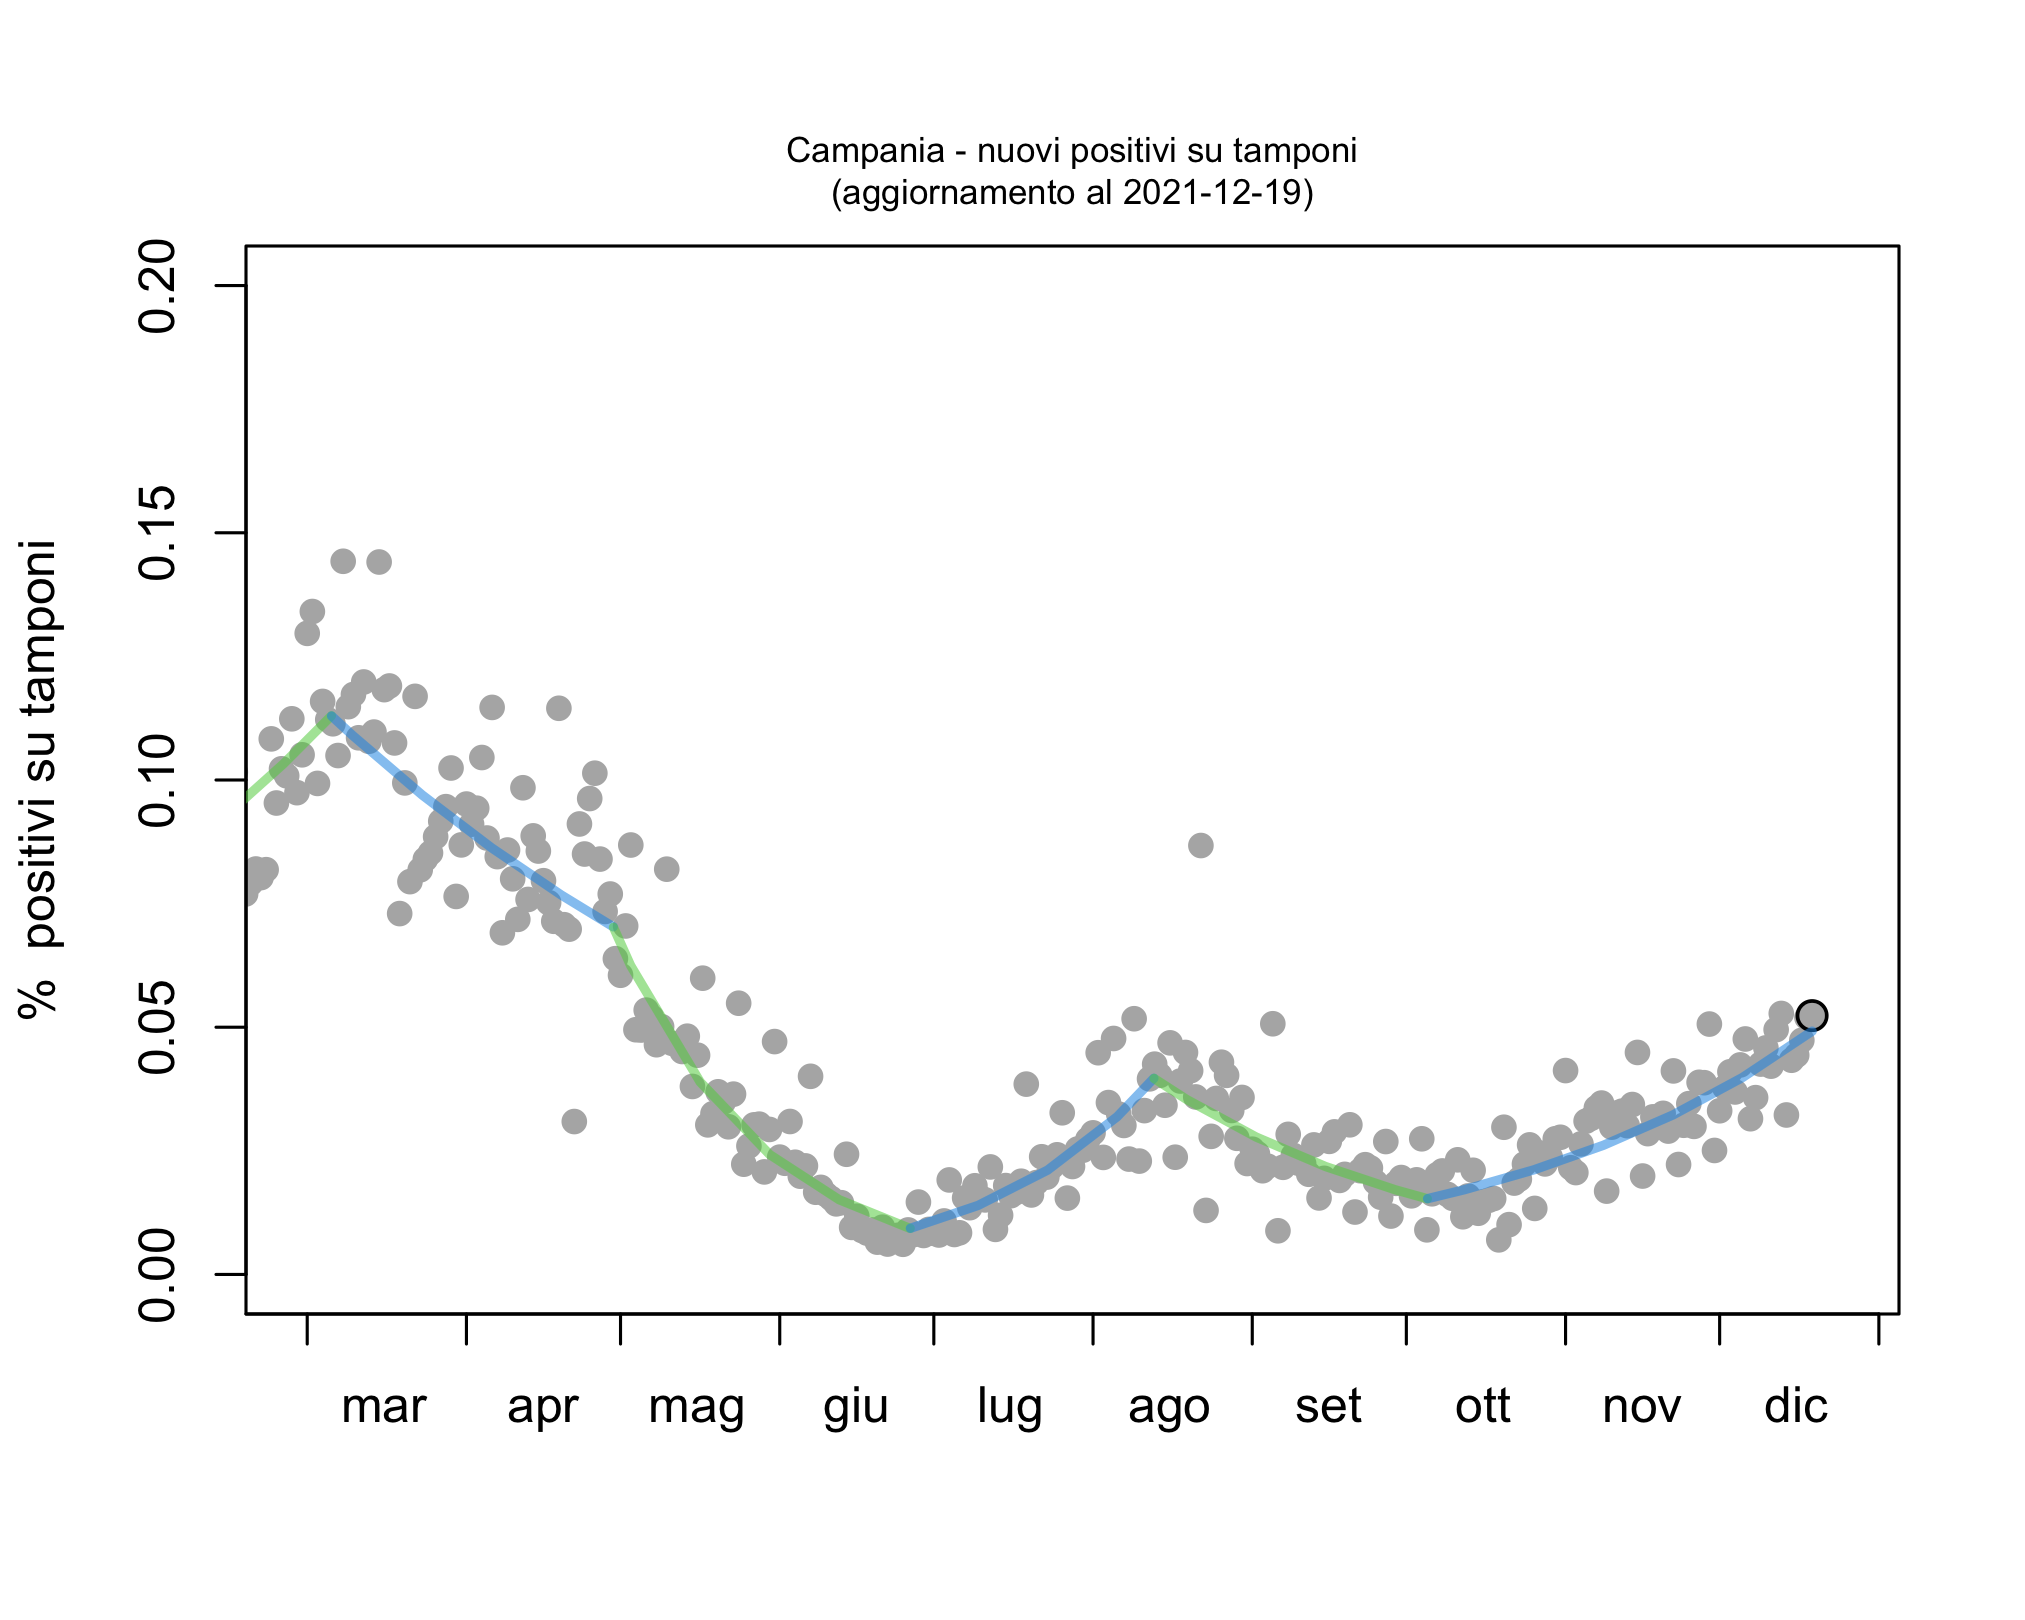 Campania - nuovi positivi su tamponi
(aggiornamento al 2021-12-19)
% positivi su tamponi
0.20
0.15
0.10
0.05
0.00
mar apr mag giu lug ago set ott nov dic